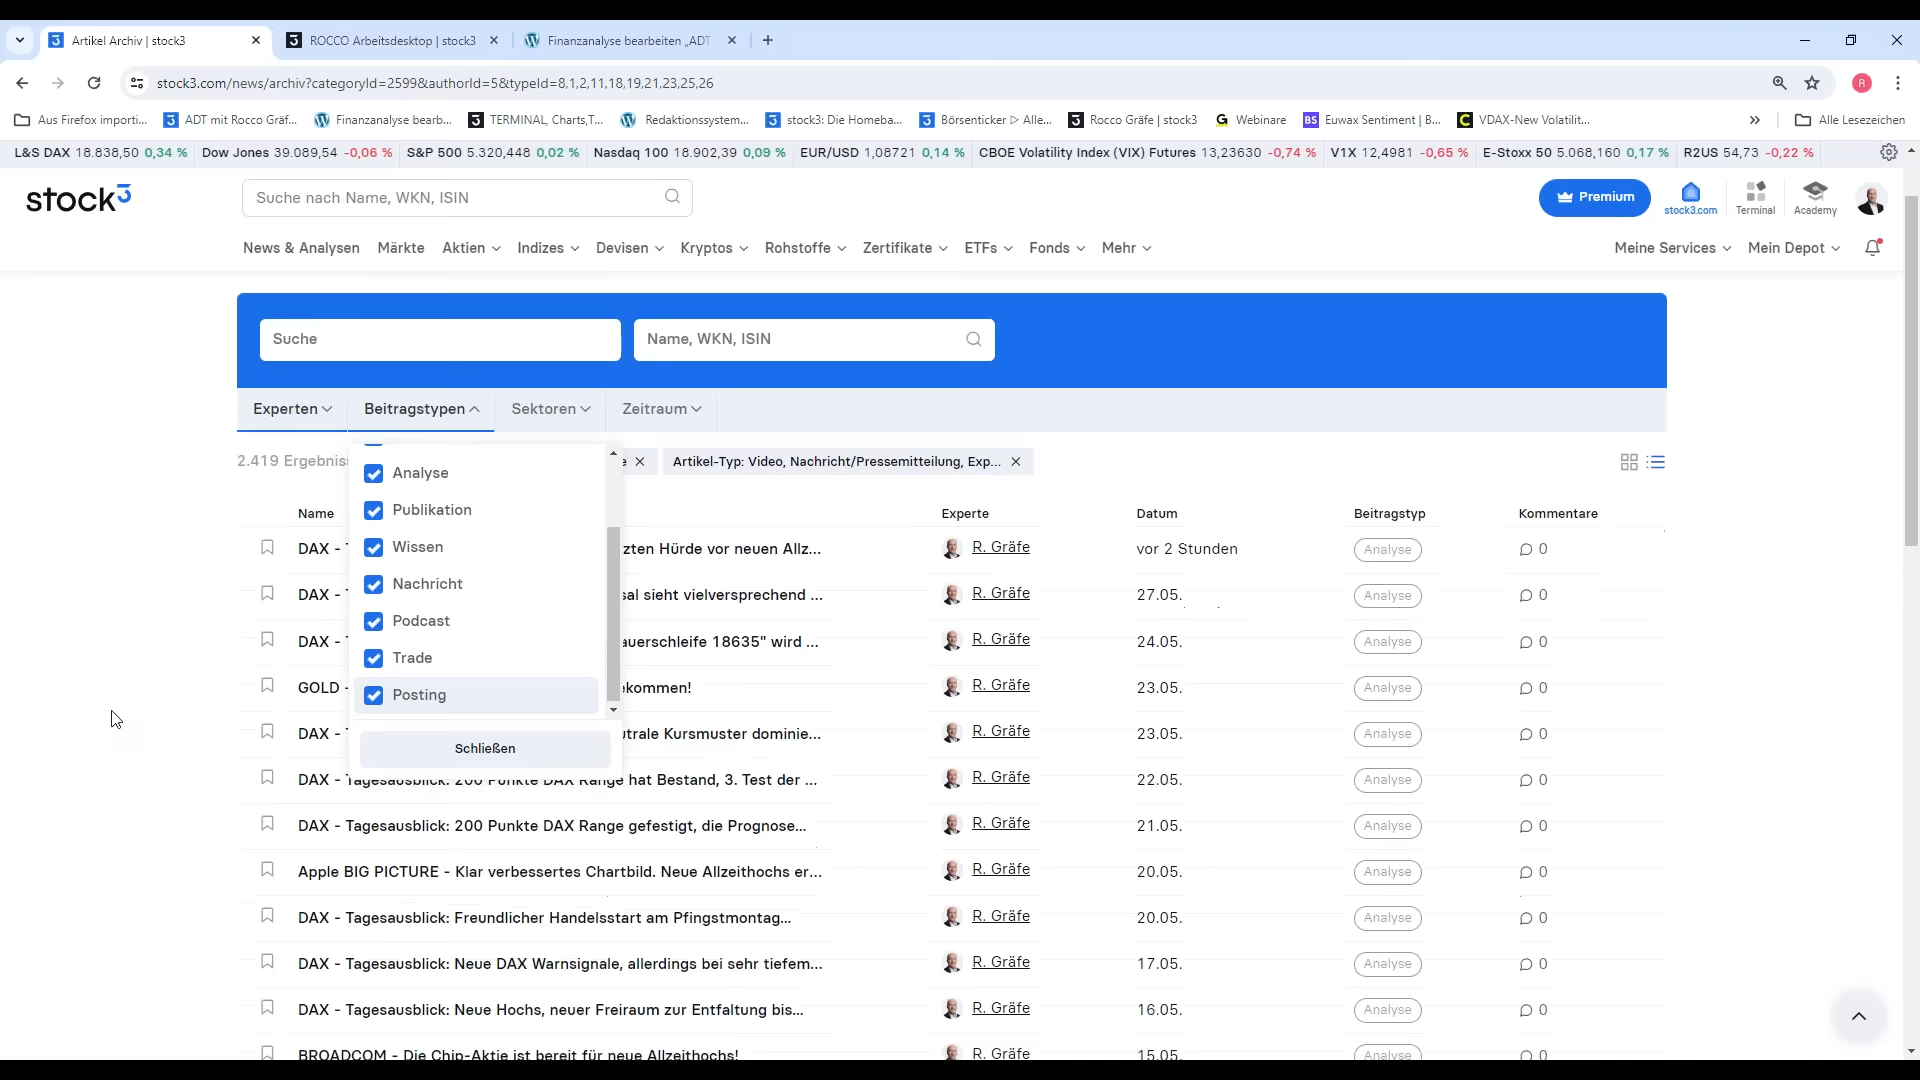 Artikel Archiv | stock3
ROCCO Arbeitsdesktop | stock3
Finanzanalyse bearbeiten „ADT
stock3.com/news/archiv?categoryId=2599&authorId=5&typeId=8,1,2,11,18,19,21,23,25,26
R
Aus Firefox importi...
ADT mit Rocco Gräf...
Finanzanalyse bearb...
TERMINAL, Charts,T...
Redaktionssystem...
stock3: Die Homeba...
Börsenticker ▷ Alle...
Rocco Gräfe | stock3
Webinare
Euwax Sentiment | B...
VDAX-New Volatilit...
Alle Lesezeichen
L&S DAX 18.838,50 0,34 %
Dow Jones 39.089,54 -0,06 %
S&P 500 5.320,448 0,02 %
Nasdaq 100 18.902,39 0,09 %
EUR/USD 1,08721 0,14 %
CBOE Volatility Index (VIX) Futures 13,23630 -0,74 %
V1X 12,4981 -0,65 %
E-Stoxx 50 5.068,160 0,17 %
R2US 54,73 -0,22 %
stock3
Suche nach Name, WKN, ISIN
Premium
stock3.com
Terminal
Academy
News & Analysen
Märkte
Aktien
Indizes
Devisen
Kryptos
Rohstoffe
Zertifikate
ETFs
Fonds
Mehr
Meine Services
Mein Depot
Suche
Name, WKN, ISIN
Experten
Beitragstypen
Sektoren
Zeitraum
2.419 Ergebnis
e
Artikel-Typ: Video, Nachricht/Pressemitteilung, Exp...
Analyse
Publikation
Wissen
Nachricht
Podcast
Trade
Posting
Schließen
Name
Experte
Datum
Beitragstyp
Kommentare
DAX - zten Hürde vor neuen Allz... R. Gräfe vor 2 Stunden Analyse 0
DAX - sal sieht vielversprechend ... R. Gräfe 27.05. Analyse 0
DAX - auerschleife 18635" wird ... R. Gräfe 24.05. Analyse 0
GOLD - ekommen! R. Gräfe 23.05. Analyse 0
DAX - utrale Kursmuster dominie... R. Gräfe 23.05. Analyse 0
DAX - Tagesausblick: 200 Punkte DAX Range hat Bestand, 3. Test der ... R. Gräfe 22.05. Analyse 0
DAX - Tagesausblick: 200 Punkte DAX Range gefestigt, die Prognose... R. Gräfe 21.05. Analyse 0
Apple BIG PICTURE - Klar verbessertes Chartbild. Neue Allzeithochs er... R. Gräfe 20.05. Analyse 0
DAX - Tagesausblick: Freundlicher Handelsstart am Pfingstmontag... R. Gräfe 20.05. Analyse 0
DAX - Tagesausblick: Neue DAX Warnsignale, allerdings bei sehr tiefem... R. Gräfe 17.05. Analyse 0
DAX - Tagesausblick: Neue Hochs, neuer Freiraum zur Entfaltung bis... R. Gräfe 16.05. Analyse 0
BROADCOM - Die Chip-Aktie ist bereit für neue Allzeithochs! R. Gräfe 15.05. Analyse 0